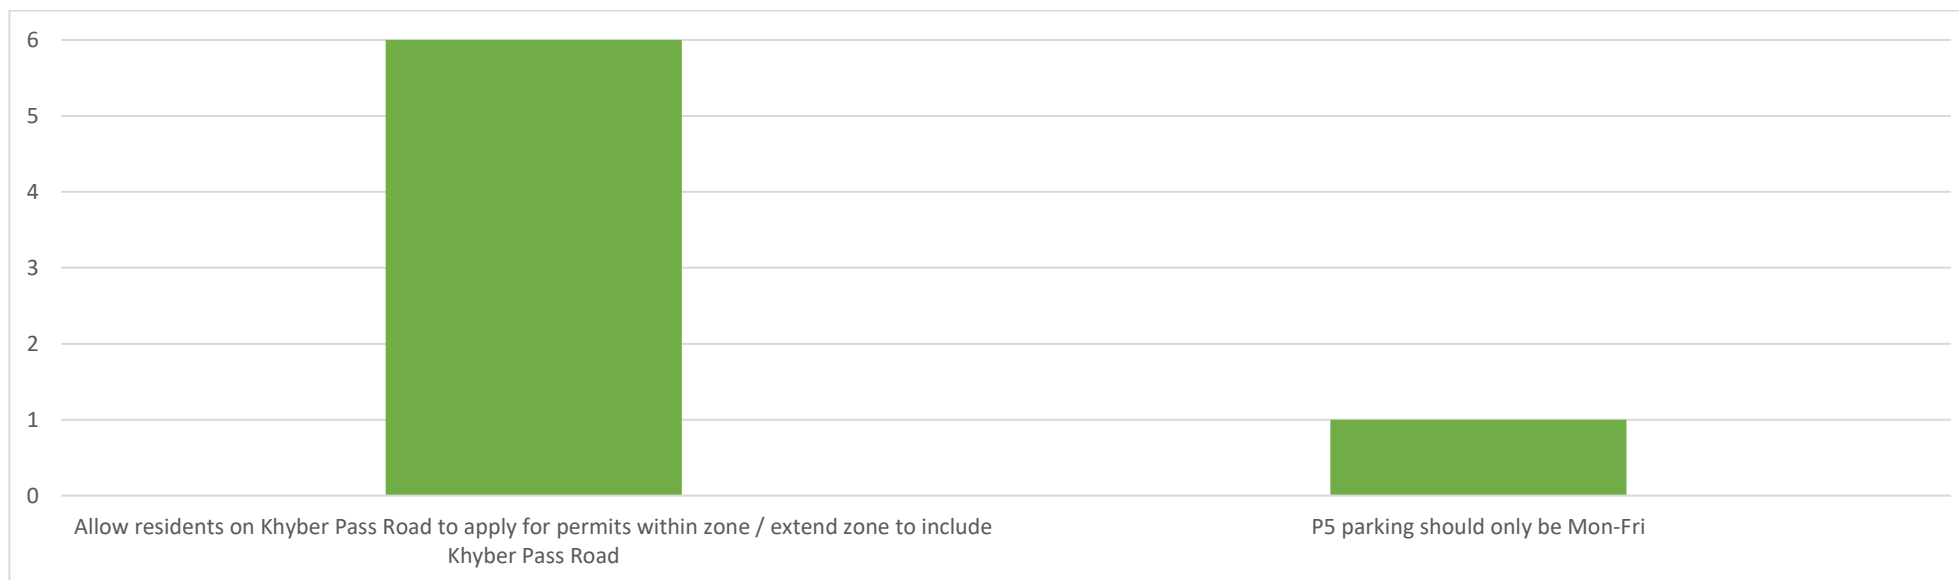 6
5
4
3
2
1
0
Allow residents on Khyber Pass Road to apply for permits within zone / extend zone to include
Khyber Pass Road
P5 parking should only be Mon-Fri